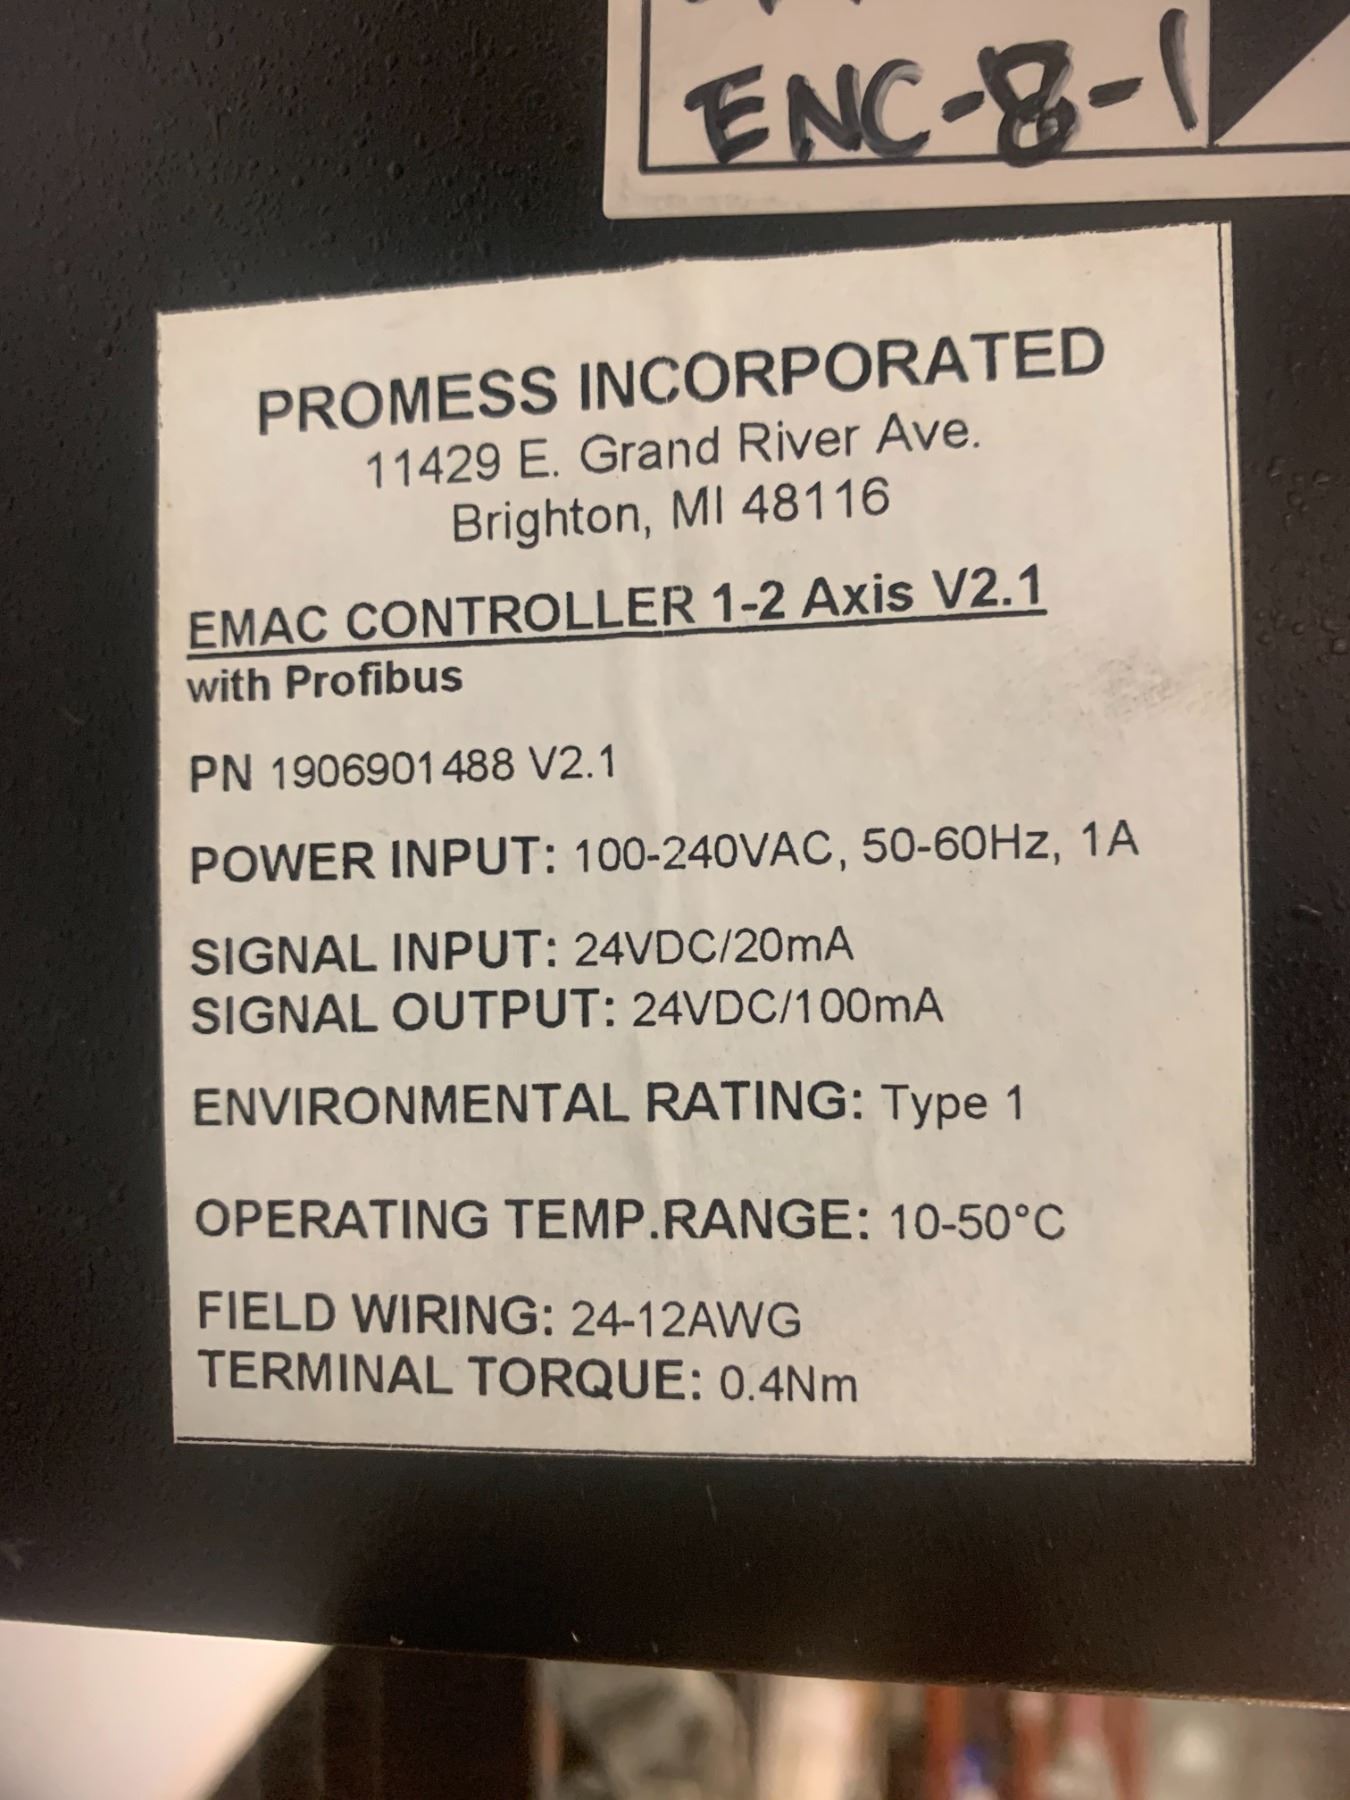 ENC-8-1
PROMESS INCORPORATED
11429 E. Grand River Ave.
Brighton, MI 48116
EMAC CONTROLLER 1-2 Axis V2.1
with Profibus
PN 1906901488 V2.1
POWER INPUT: 100-240VAC, 50-60Hz, 1A
SIGNAL INPUT: 24VDC/20mA
SIGNAL OUTPUT: 24VDC/100mA
ENVIRONMENTAL RATING: Type 1
OPERATING TEMP.RANGE: 10-50°C
FIELD WIRING: 24-12AWG
TERMINAL TORQUE: 0.4Nm